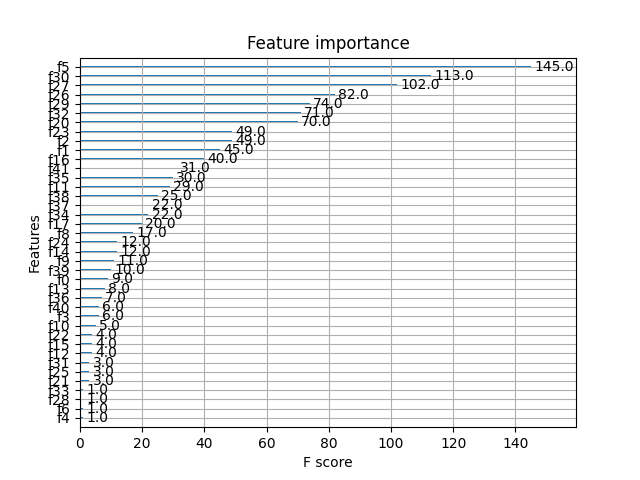 Feature importance
f5 145.0
f30 113.0
f27 102.0
f26 82.0
f29 74.0
f32 71.0
f20 70.0
f23 49.0
f2 49.0
f1 45.0
f16 40.0
f41 31.0
f35 30.0
f11 29.0
f38 25.0
f37 22.0
f34 22.0
f17 20.0
f8 17.0
f24 12.0
f14 12.0
f9 11.0
f39 10.0
f0 9.0
f13 8.0
f36 7.0
f40 6.0
f3 6.0
f10 5.0
f22 4.0
f15 4.0
f12 4.0
f31 3.0
f25 3.0
f21 3.0
f33 1.0
f28 1.0
f6 1.0
f4 1.0
Features
0 20 40 60 80 100 120 140
F score